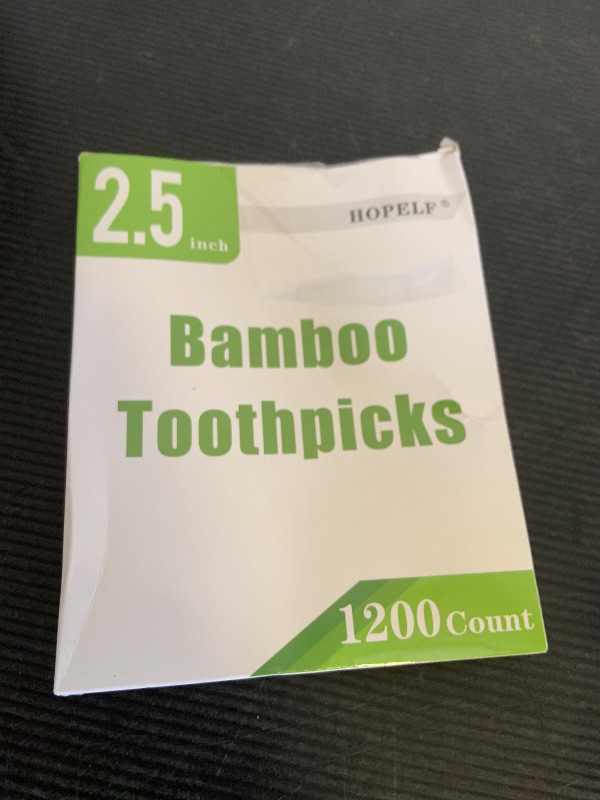 2.5 inch
HOPELF®
Bamboo
Toothpicks
1200 Count